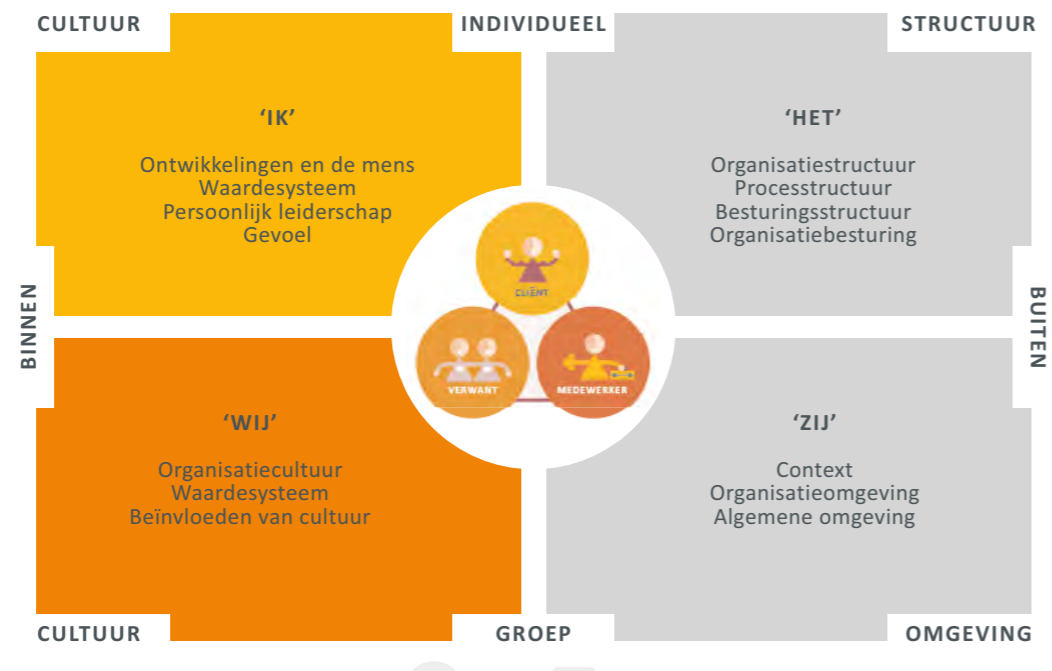 CULTUUR
INDIVIDUEEL
STRUCTUUR
‘IK’
Ontwikkelingen en de mens
Waardesysteem
Persoonlijk leiderschap
Gevoel
‘HET’
Organisatiestructuur
Processtructuur
Besturingsstructuur
Organisatiebesturing
BINNEN
BUITEN
CLIËNT
VERWANT
MEDEWERKER
‘WIJ’
Organisatiecultuur
Waardesysteem
Beïnvloeden van cultuur
‘ZIJ’
Context
Organisatieomgeving
Algemene omgeving
CULTUUR
GROEP
OMGEVING